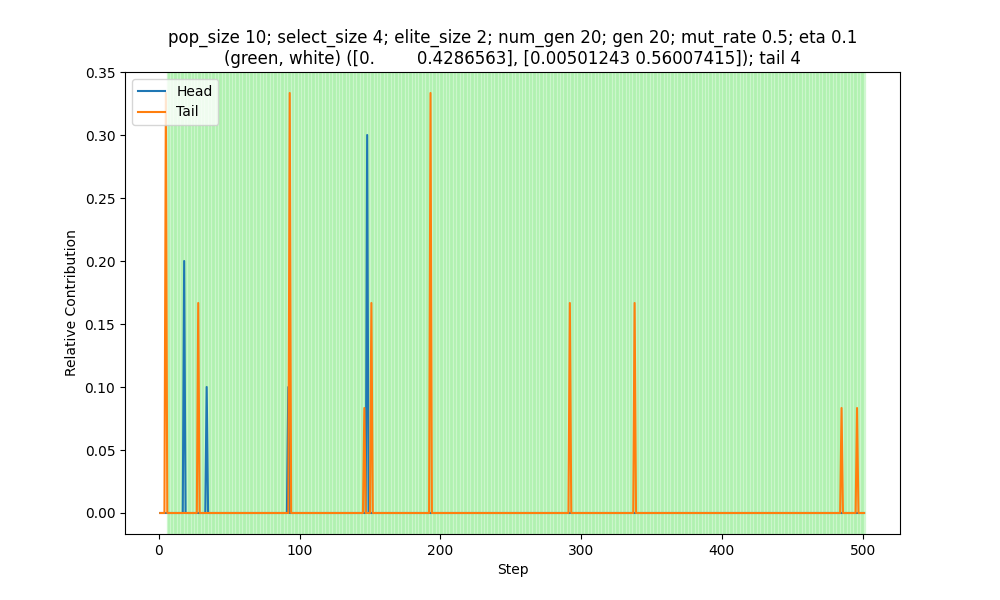 pop_size 10; select_size 4; elite_size 2; num_gen 20; gen 20; mut_rate 0.5; eta 0.1
(green, white) ([0.        0.4286563], [0.00501243 0.56007415]); tail 4
Head
Tail
0.35
0.30
0.25
0.20
0.15
0.10
0.05
0.00
Relative Contribution
0 100 200 300 400 500
Step